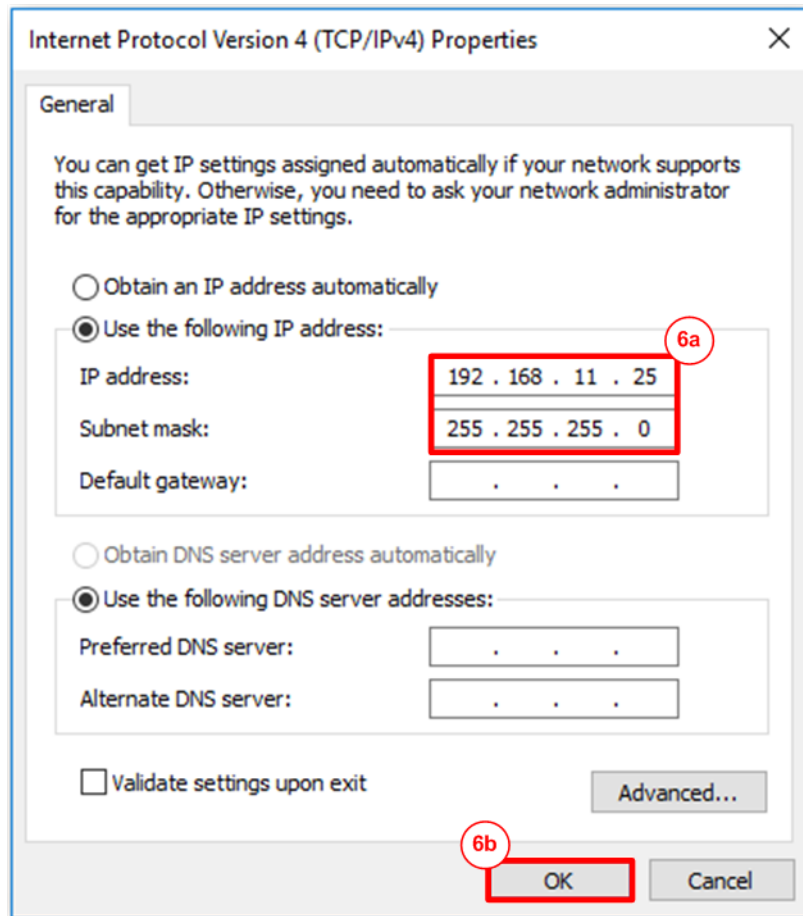 Internet Protocol Version 4 (TCP/IPv4) Properties
General
You can get IP settings assigned automatically if your network supports
this capability. Otherwise, you need to ask your network administrator
for the appropriate IP settings.
Obtain an IP address automatically
Use the following IP address:
6a
IP address: 192 . 168 . 11 . 25
Subnet mask: 255 . 255 . 255 . 0
Default gateway: . . .
Obtain DNS server address automatically
Use the following DNS server addresses:
Preferred DNS server: . . .
Alternate DNS server: . . .
Validate settings upon exit
Advanced...
6b
OK Cancel